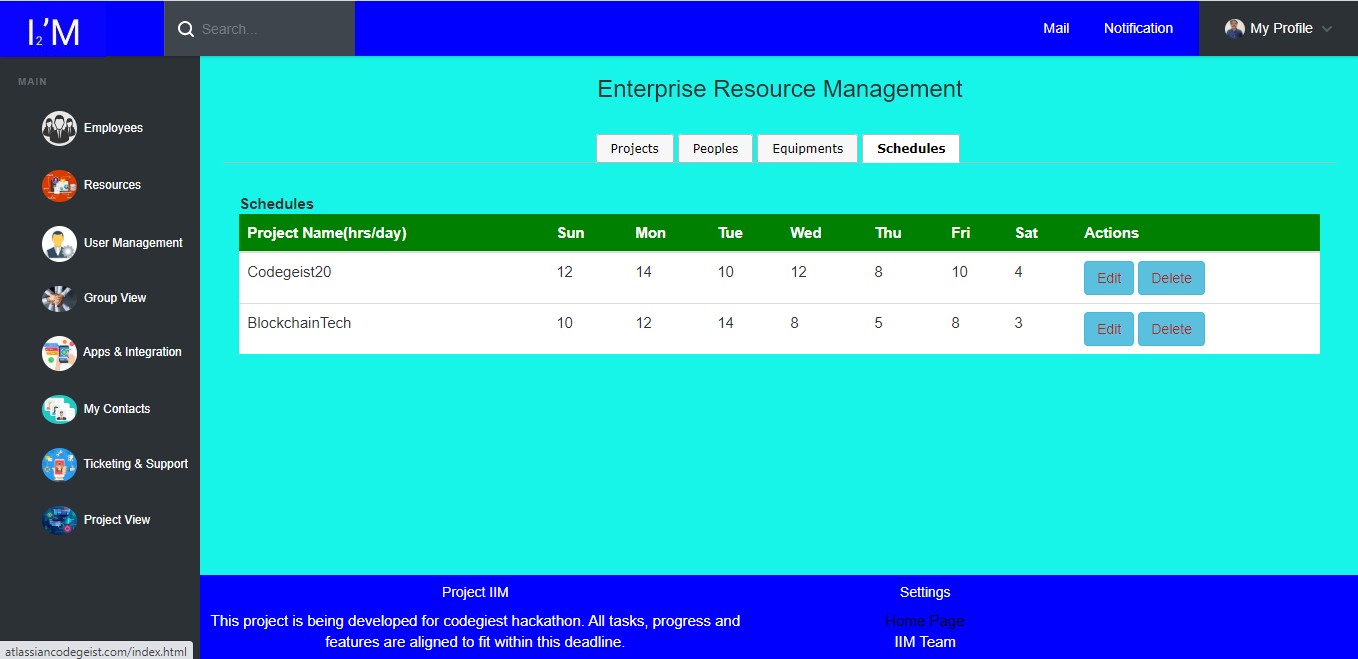 I2'M
Search...
Mail
Notification
My Profile
MAIN
Employees
Resources
User Management
Group View
Apps & Integration
My Contacts
Ticketing & Support
Project View
Enterprise Resource Management
Projects Peoples Equipments Schedules
Schedules
Project Name(hrs/day) Sun Mon Tue Wed Thu Fri Sat Actions
Codegeist20 12 14 10 12 8 10 4 Edit Delete
BlockchainTech 10 12 14 8 5 8 3 Edit Delete
Project IIM
This project is being developed for codegiest hackathon. All tasks, progress and
features are aligned to fit within this deadline.
Settings
Home Page
IIM Team
atlassiancodegeist.com/index.html